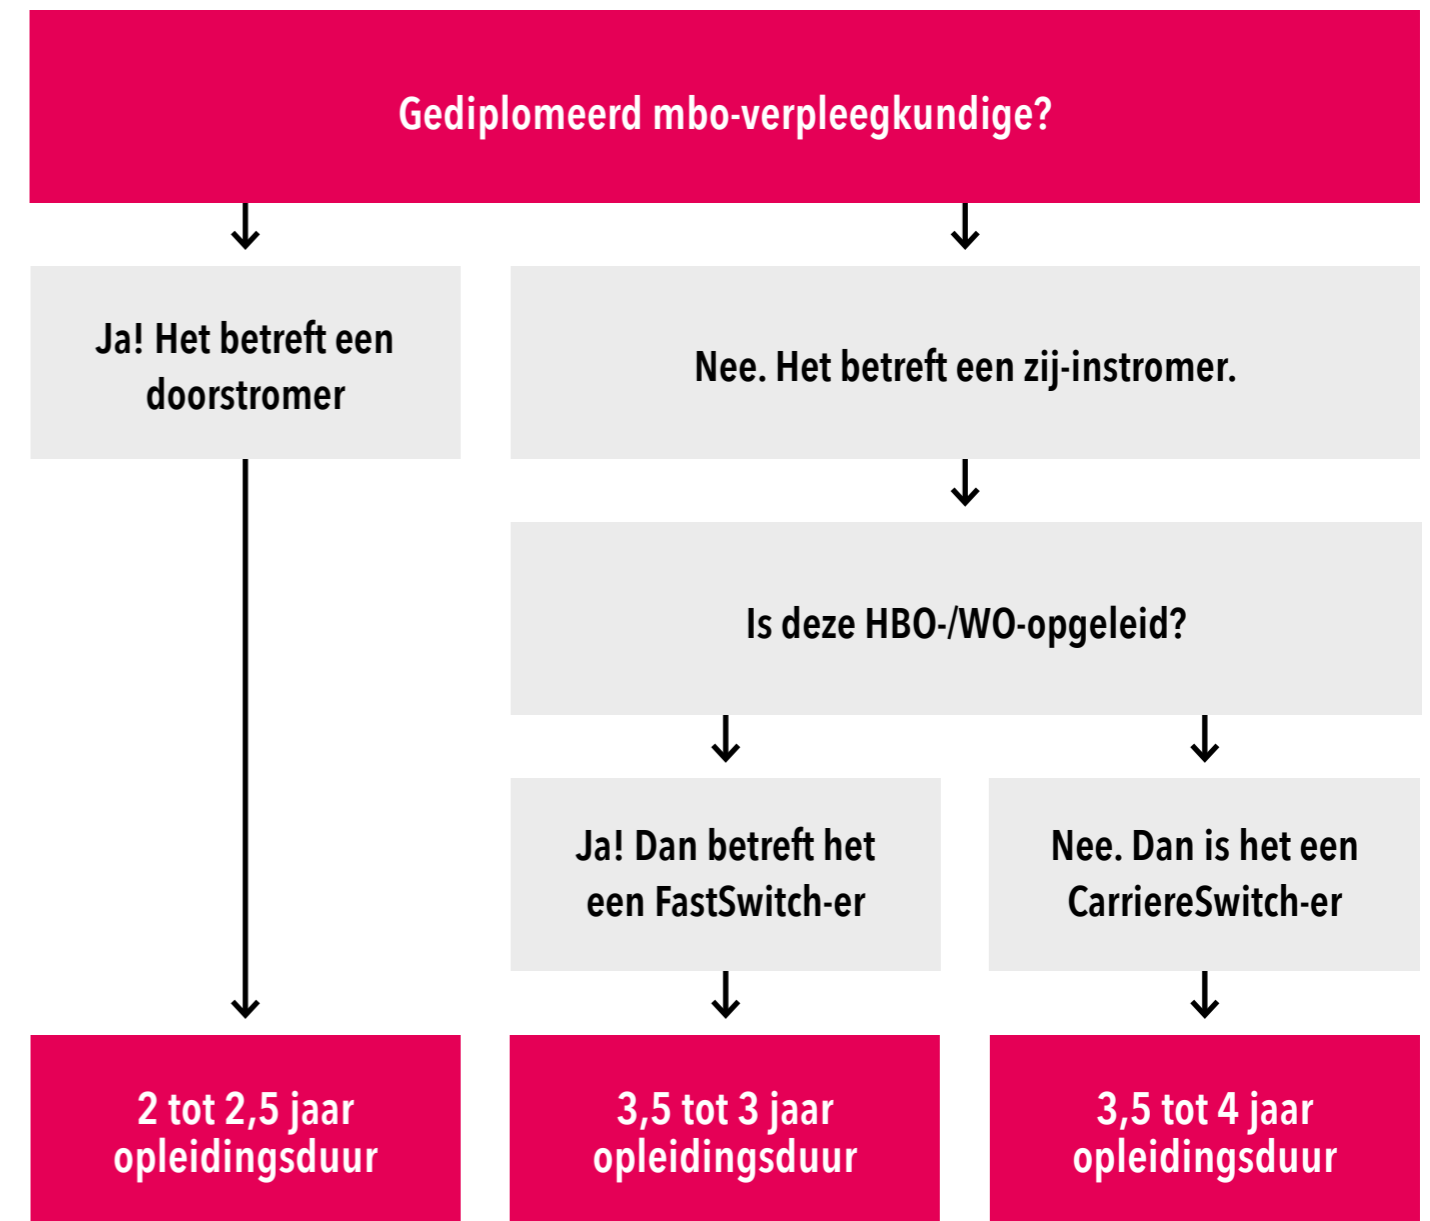 Gediplomeerd mbo-verpleegkundige?
Ja! Het betreft een
doorstromer
Nee. Het betreft een zij-instromer.
Is deze HBO-/WO-opgeleid?
Ja! Dan betreft het
een FastSwitch-er
Nee. Dan is het een
CarriereSwitch-er
2 tot 2,5 jaar
opleidingsduur
3,5 tot 3 jaar
opleidingsduur
3,5 tot 4 jaar
opleidingsduur